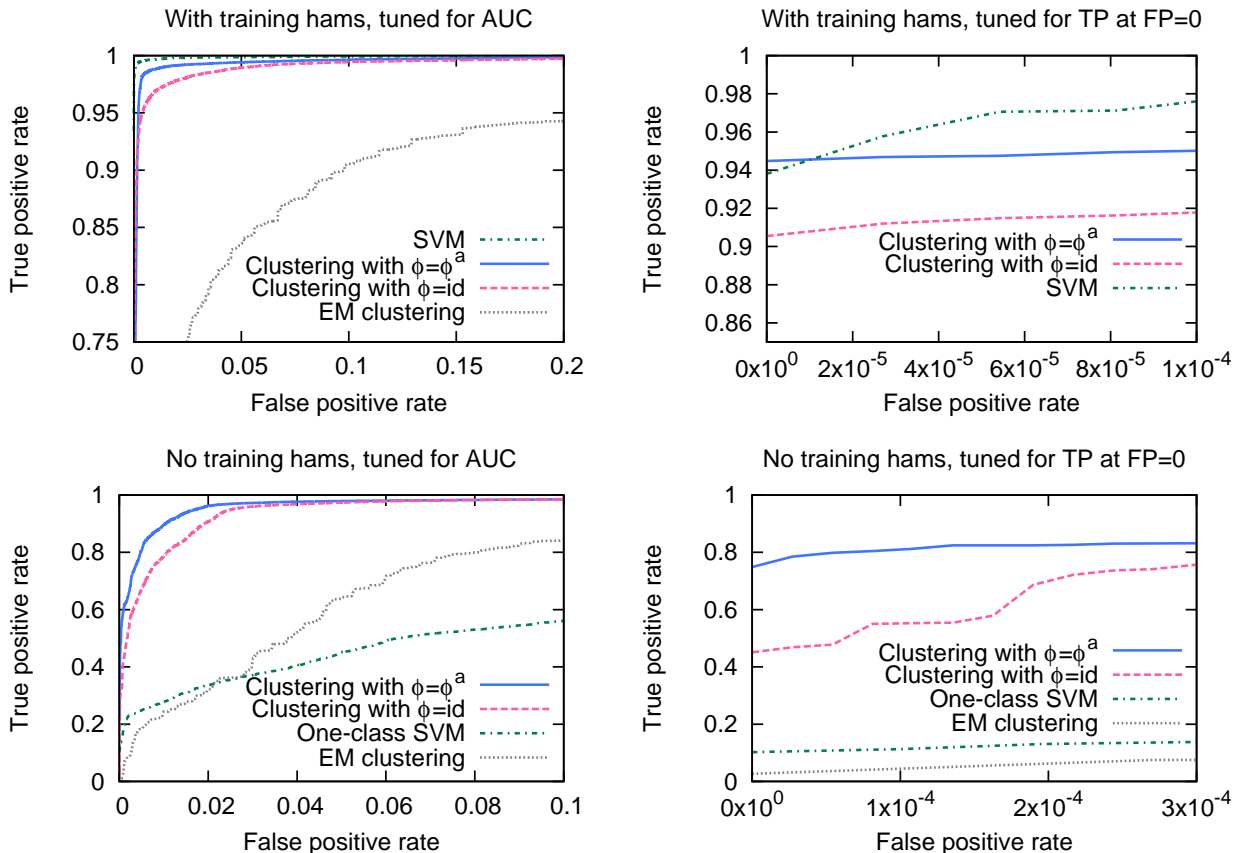 With training hams, tuned for AUC
1
0.95
0.9
0.85
0.8
0.75
True positive rate
SVM
Clustering with ϕ=ϕᵃ
Clustering with ϕ=id
EM clustering
0
0.05
0.1
0.15
0.2
False positive rate
With training hams, tuned for TP at FP=0
1
0.98
0.96
0.94
0.92
0.9
0.88
0.86
True positive rate
Clustering with ϕ=ϕᵃ
Clustering with ϕ=id
SVM
0x10⁰
2x10⁻⁵
4x10⁻⁵
6x10⁻⁵
8x10⁻⁵
1x10⁻⁴
False positive rate
No training hams, tuned for AUC
1
0.8
0.6
0.4
0.2
0
True positive rate
Clustering with ϕ=ϕᵃ
Clustering with ϕ=id
One-class SVM
EM clustering
0
0.02
0.04
0.06
0.08
0.1
False positive rate
No training hams, tuned for TP at FP=0
1
0.8
0.6
0.4
0.2
0
True positive rate
Clustering with ϕ=ϕᵃ
Clustering with ϕ=id
One-class SVM
EM clustering
0x10⁰
1x10⁻⁴
2x10⁻⁴
3x10⁻⁴
False positive rate